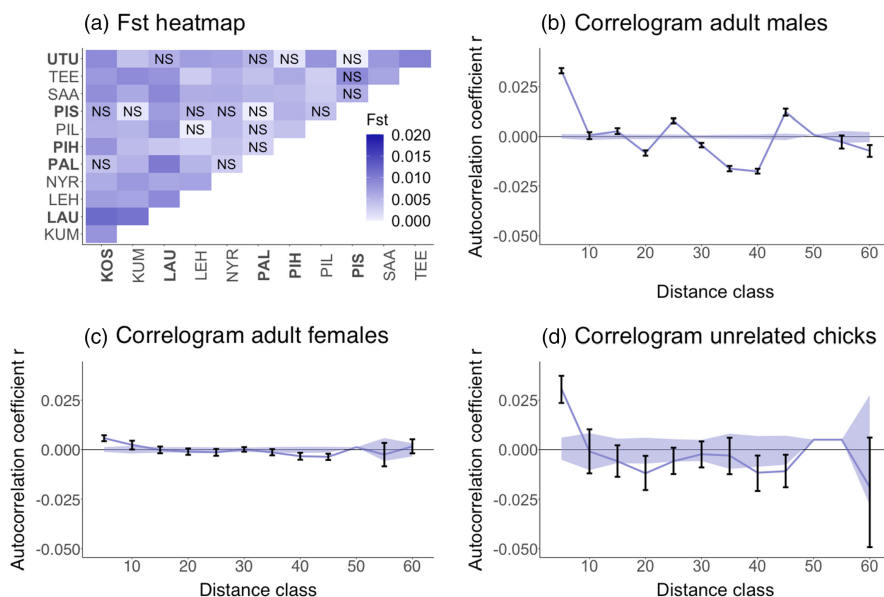 (a) Fst heatmap
UTU NS NS NS NS
TEE NS
SAA NS
PIS NS NS NS NS NS NS
PIL NS NS
PIH NS
PAL NS NS
NYR
LEH
LAU
KUM
KOS KUM LAU LEH NYR PAL PIH PIL PIS SAA TEE
Fst
0.020
0.015
0.010
0.005
0.000
(b) Correlogram adult males
Autocorrelation coefficient r
0.025
0.000
-0.025
-0.050
10 20 30 40 50 60
Distance class
(c) Correlogram adult females
Autocorrelation coefficient r
0.025
0.000
-0.025
-0.050
10 20 30 40 50 60
Distance class
(d) Correlogram unrelated chicks
Autocorrelation coefficient r
0.025
0.000
-0.025
-0.050
10 20 30 40 50 60
Distance class